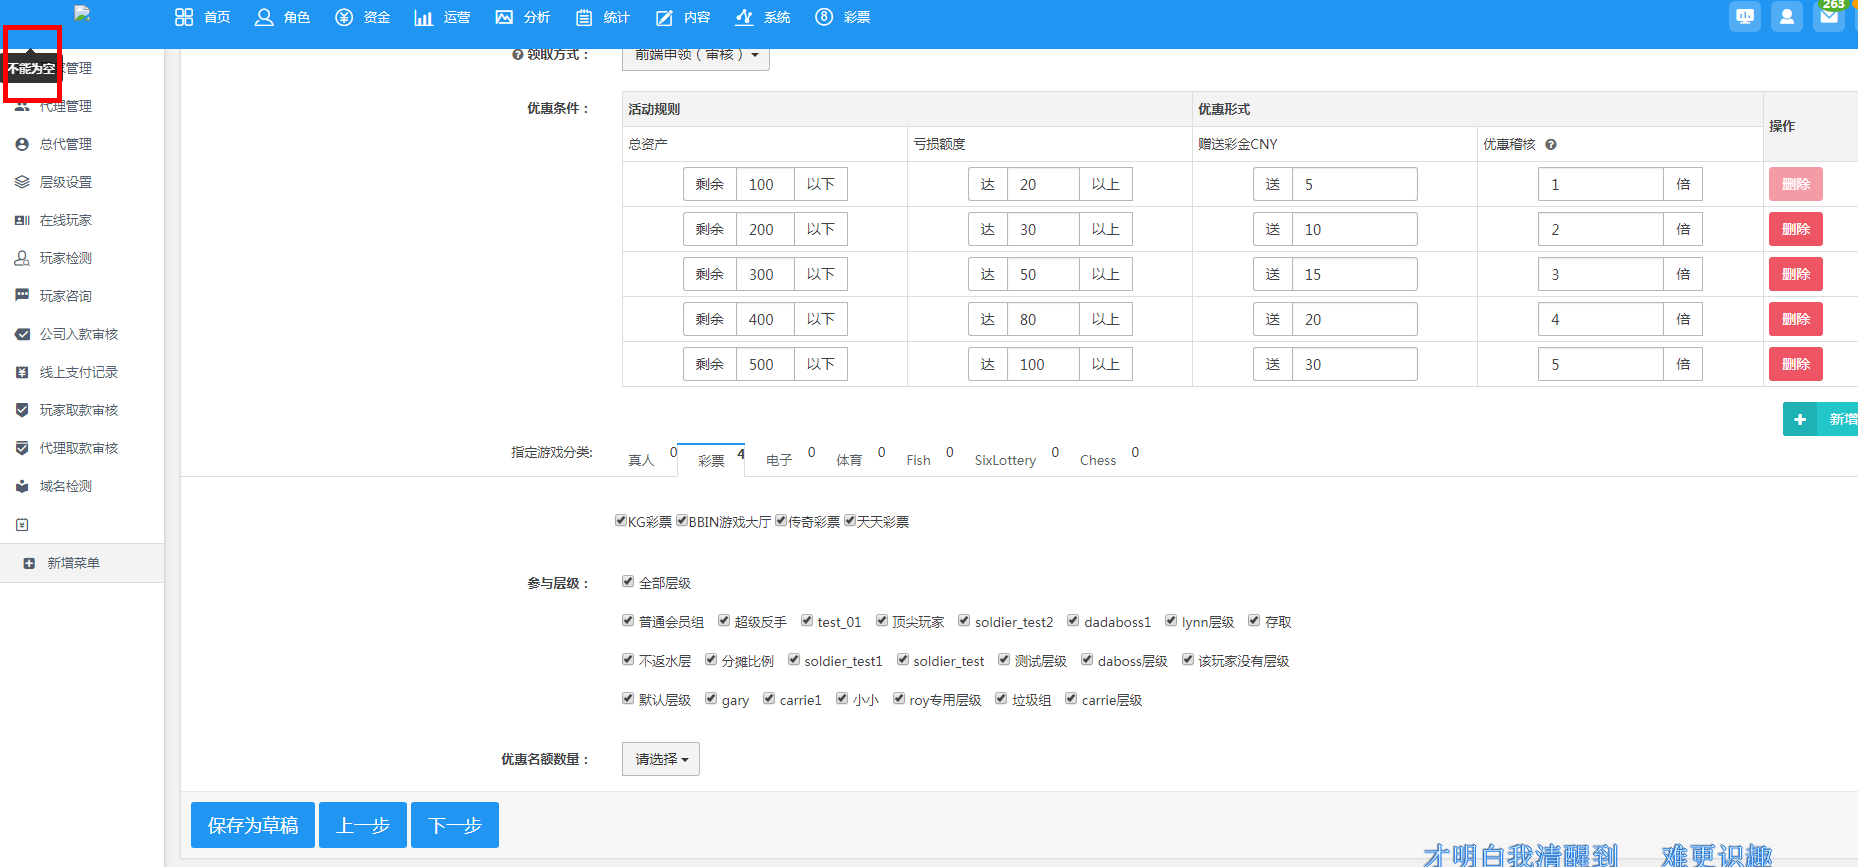 首页 角色 资金 运营 分析 统计 内容 系统 彩票 263
不能为空
家管理
代理管理
总代管理
层级设置
在线玩家
玩家检测
玩家咨询
公司入款审核
线上支付记录
玩家取款审核
代理取款审核
域名检测
新增菜单
领取方式： 前端申领（审核）
优惠条件： 活动规则 优惠形式 操作
总资产 亏损额度 赠送彩金CNY 优惠稽核
剩余 100 以下 达 20 以上 送 5 1 倍 删除
剩余 200 以下 达 30 以上 送 10 2 倍 删除
剩余 300 以下 达 50 以上 送 15 3 倍 删除
剩余 400 以下 达 80 以上 送 20 4 倍 删除
剩余 500 以下 达 100 以上 送 30 5 倍 删除
新增
指定游戏分类: 真人 0 彩票 4 电子 0 体育 0 Fish 0 SixLottery 0 Chess 0
KG彩票 BBIN游戏大厅 传奇彩票 天天彩票
参与层级： 全部层级
普通会员组 超级反手 test_01 顶尖玩家 soldier_test2 dadaboss1 lynn层级 存取
不返水层 分摊比例 soldier_test1 soldier_test 测试层级 daboss层级 该玩家没有层级
默认层级 gary carrie1 小小 roy专用层级 垃圾组 carrie层级
优惠名额数量： 请选择
保存为草稿 上一步 下一步
才明白我清醒到 难更识趣